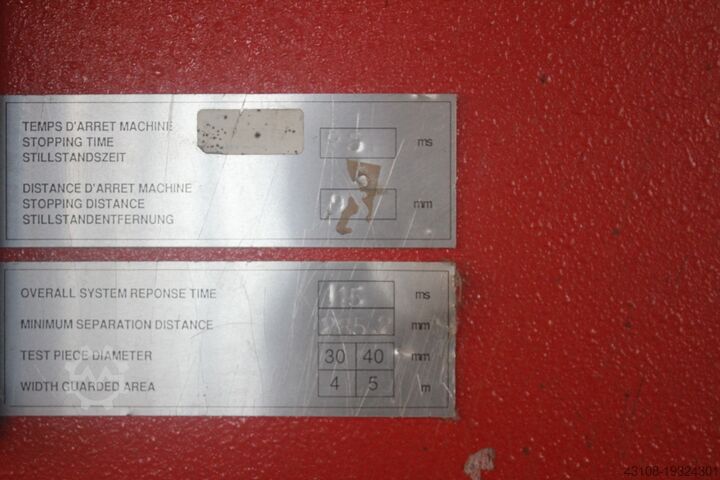 TEMPS D'ARRET MACHINE
STOPPING TIME ms
STILLSTANDSZEIT
DISTANCE D'ARRET MACHINE
STOPPING DISTANCE mm
STILLSTANDENTFERNUNG
OVERALL SYSTEM REPONSE TIME 115 ms
MINIMUM SEPARATION DISTANCE mm
TEST PIECE DIAMETER 30 40 mm
WIDTH GUARDED AREA 4 5 m
43108-19324301